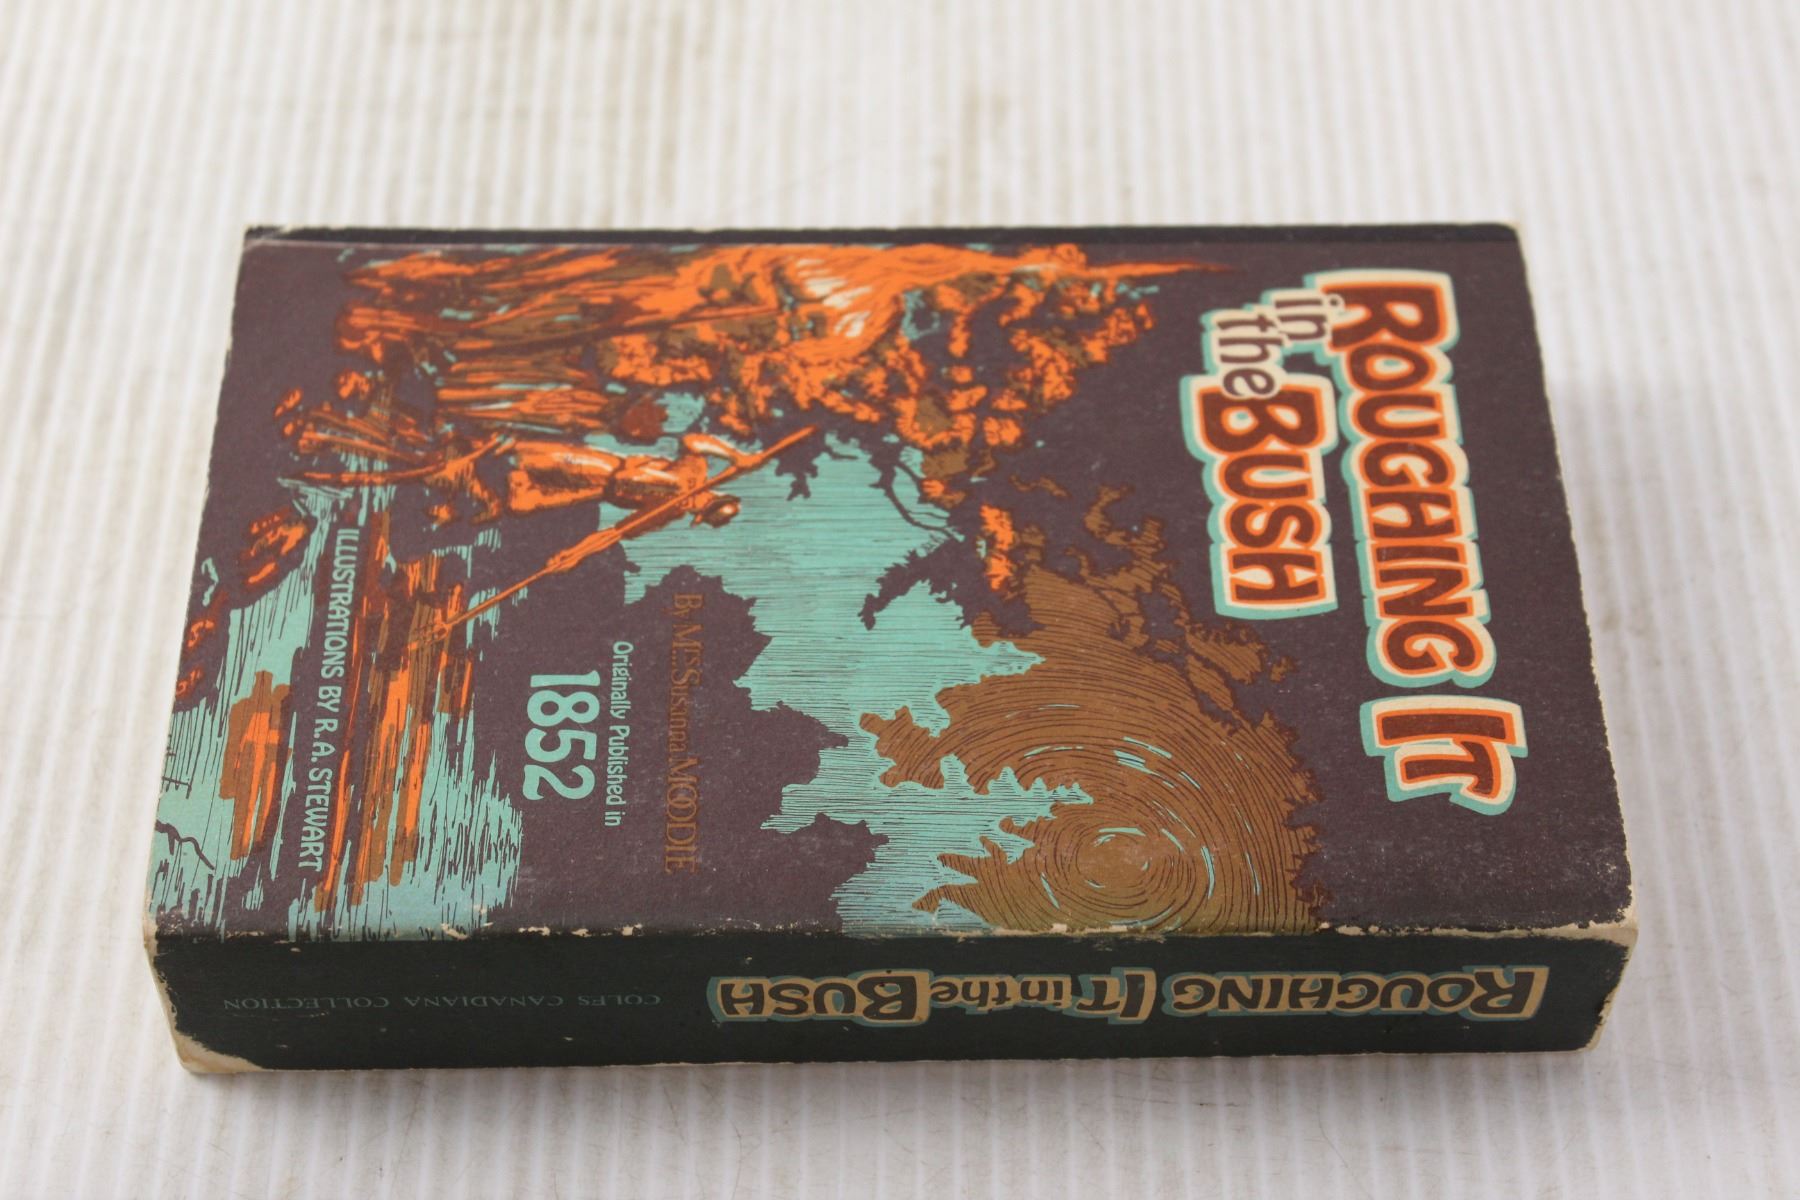 ROUGHING IT
in the BUSH
By Mrs. Susana MOODIE
Originally Published in
1852
ILLUSTRATIONS BY R. A. STEWART
ROUGHING IT in the BUSH
COLES CANADIANA COLLECTION